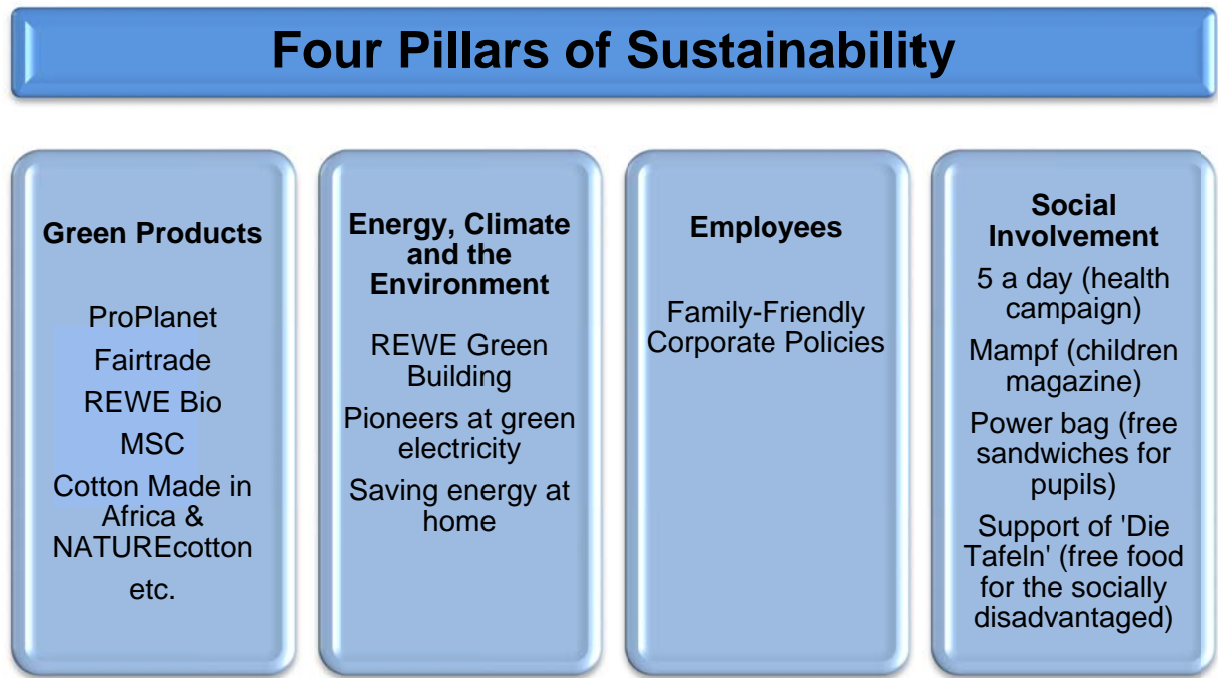 Four Pillars of Sustainability
Green Products
ProPlanet
Fairtrade
REWE Bio
MSC
Cotton Made in
Africa &
NATUREcotton
etc.
Energy, Climate
and the
Environment
REWE Green
Building
Pioneers at green
electricity
Saving energy at
home
Employees
Family-Friendly
Corporate Policies
Social
Involvement
5 a day (health
campaign)
Mampf (children
magazine)
Power bag (free
sandwiches for
pupils)
Support of 'Die
Tafeln' (free food
for the socially
disadvantaged)